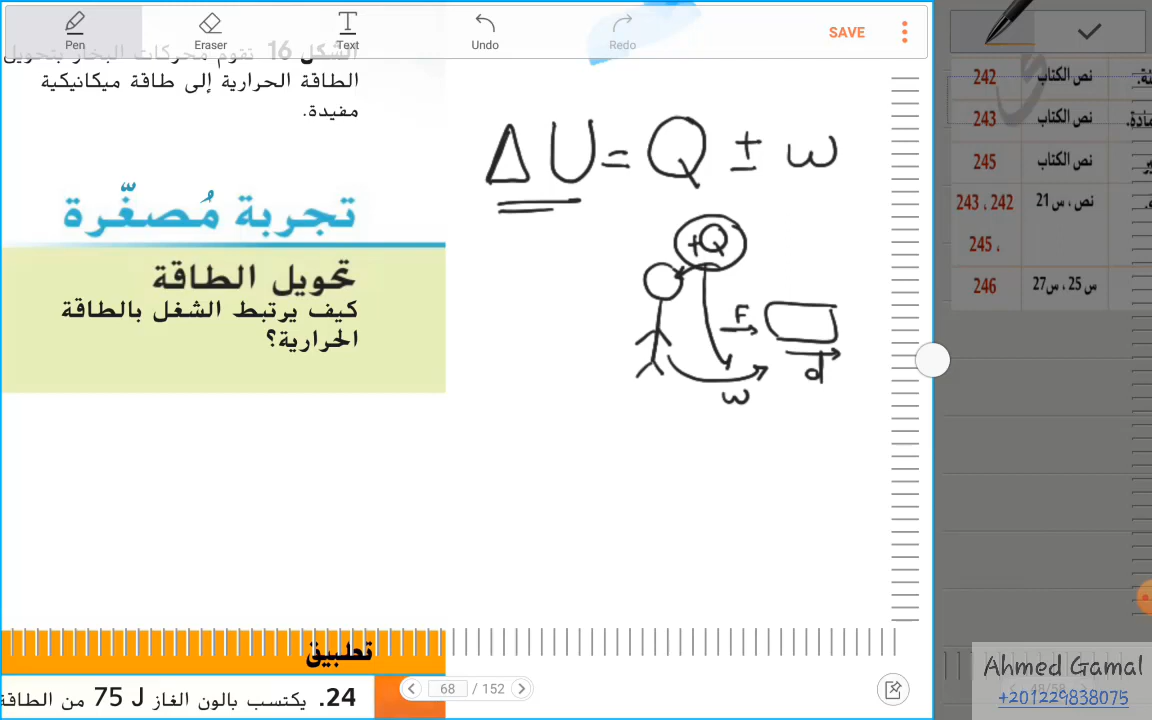 Pen
Eraser
Text
Undo
Redo
SAVE
الشكل 16 تقوم محركات البخار بتحويل
الطاقة الحرارية إلى طاقة ميكانيكية
مفيدة.
ΔU = Q ± w
تجربة مُصغّرة
تحويل الطاقة
كيف يرتبط الشغل بالطاقة
الحرارية؟
+Q
F
d
w
تطبيق
24. يكتسب بالون الغاز 75 J من الطاقة
68 / 152
نص الكتاب 242
نص الكتاب 243
نص الكتاب 245
نص ، س21 242 ، 243
، 245
س 25 ، س27 246
Ahmed Gamal
+201229838075